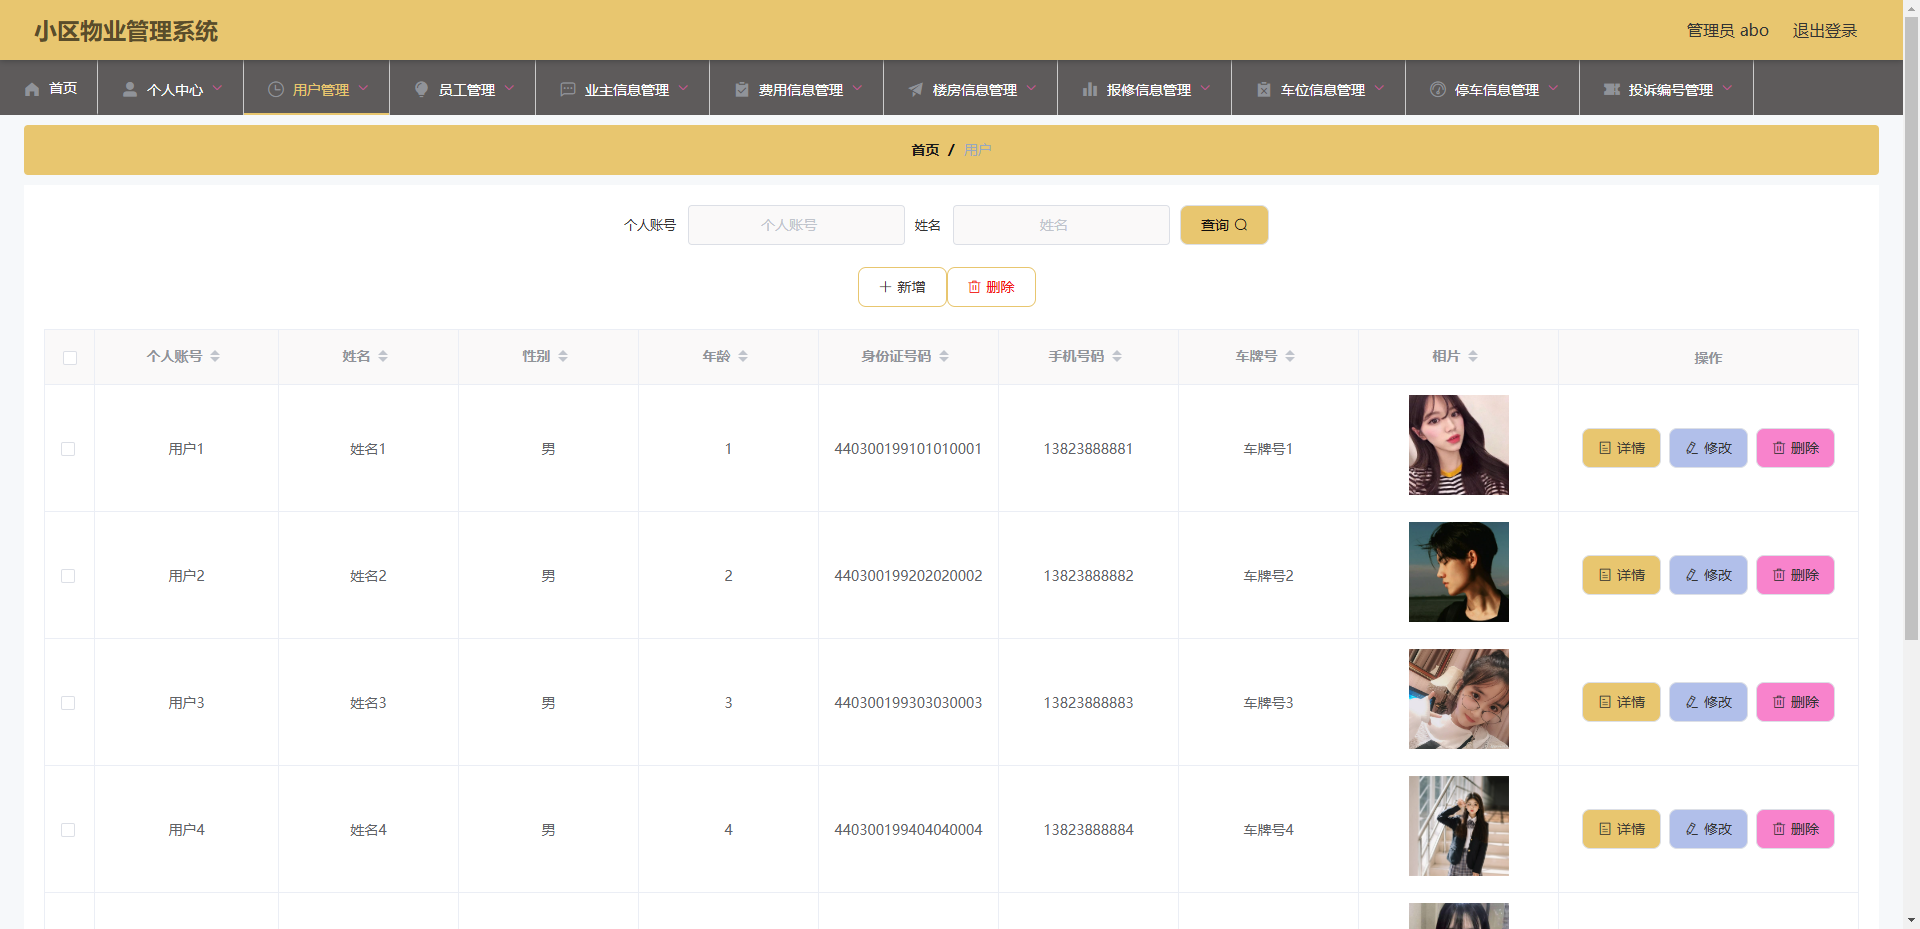 小区物业管理系统
管理员 abo 退出登录
首页 个人中心 用户管理 员工管理 业主信息管理 费用信息管理 楼房信息管理 报修信息管理 车位信息管理 停车信息管理 投诉编号管理
首页 / 用户
个人账号 个人账号 姓名 姓名 查询
新增 删除
个人账号 姓名 性别 年龄 身份证号码 手机号码 车牌号 相片 操作
用户1 姓名1 男 1 440300199101010001 13823888881 车牌号1 详情 修改 删除
用户2 姓名2 男 2 440300199202020002 13823888882 车牌号2 详情 修改 删除
用户3 姓名3 男 3 440300199303030003 13823888883 车牌号3 详情 修改 删除
用户4 姓名4 男 4 440300199404040004 13823888884 车牌号4 详情 修改 删除